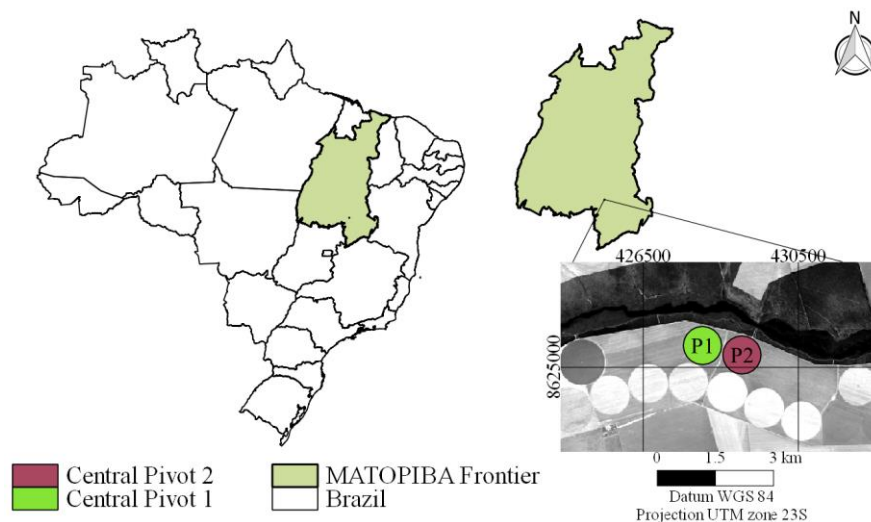 N
426500 430500
8625000
P1
P2
0 1.5 3 km
Datum WGS 84
Projection UTM zone 23S
Central Pivot 2
Central Pivot 1
MATOPIBA Frontier
Brazil